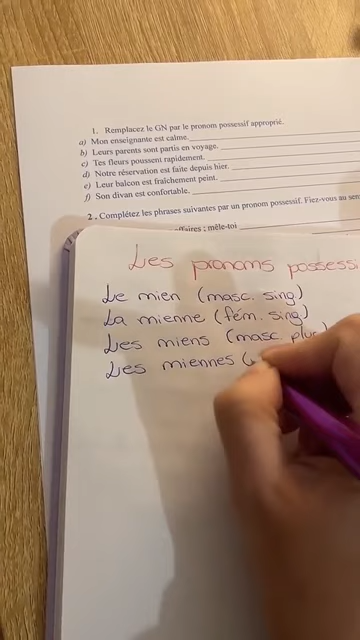 1. Remplacez le GN par le pronom possessif approprié.
a) Mon enseignante est calme.
b) Leurs parents sont partis en voyage.
c) Tes fleurs poussent rapidement.
d) Notre réservation est faite depuis hier.
e) Leur balcon est fraîchement peint.
f) Son divan est confortable.
2. Complétez les phrases suivantes par un pronom possessif. Fiez-vous au
; mêle-toi
Les pronoms possess
Le mien (masc. sing)
La mienne (fém. sing)
Les miens (masc. plur)
Les miennes (